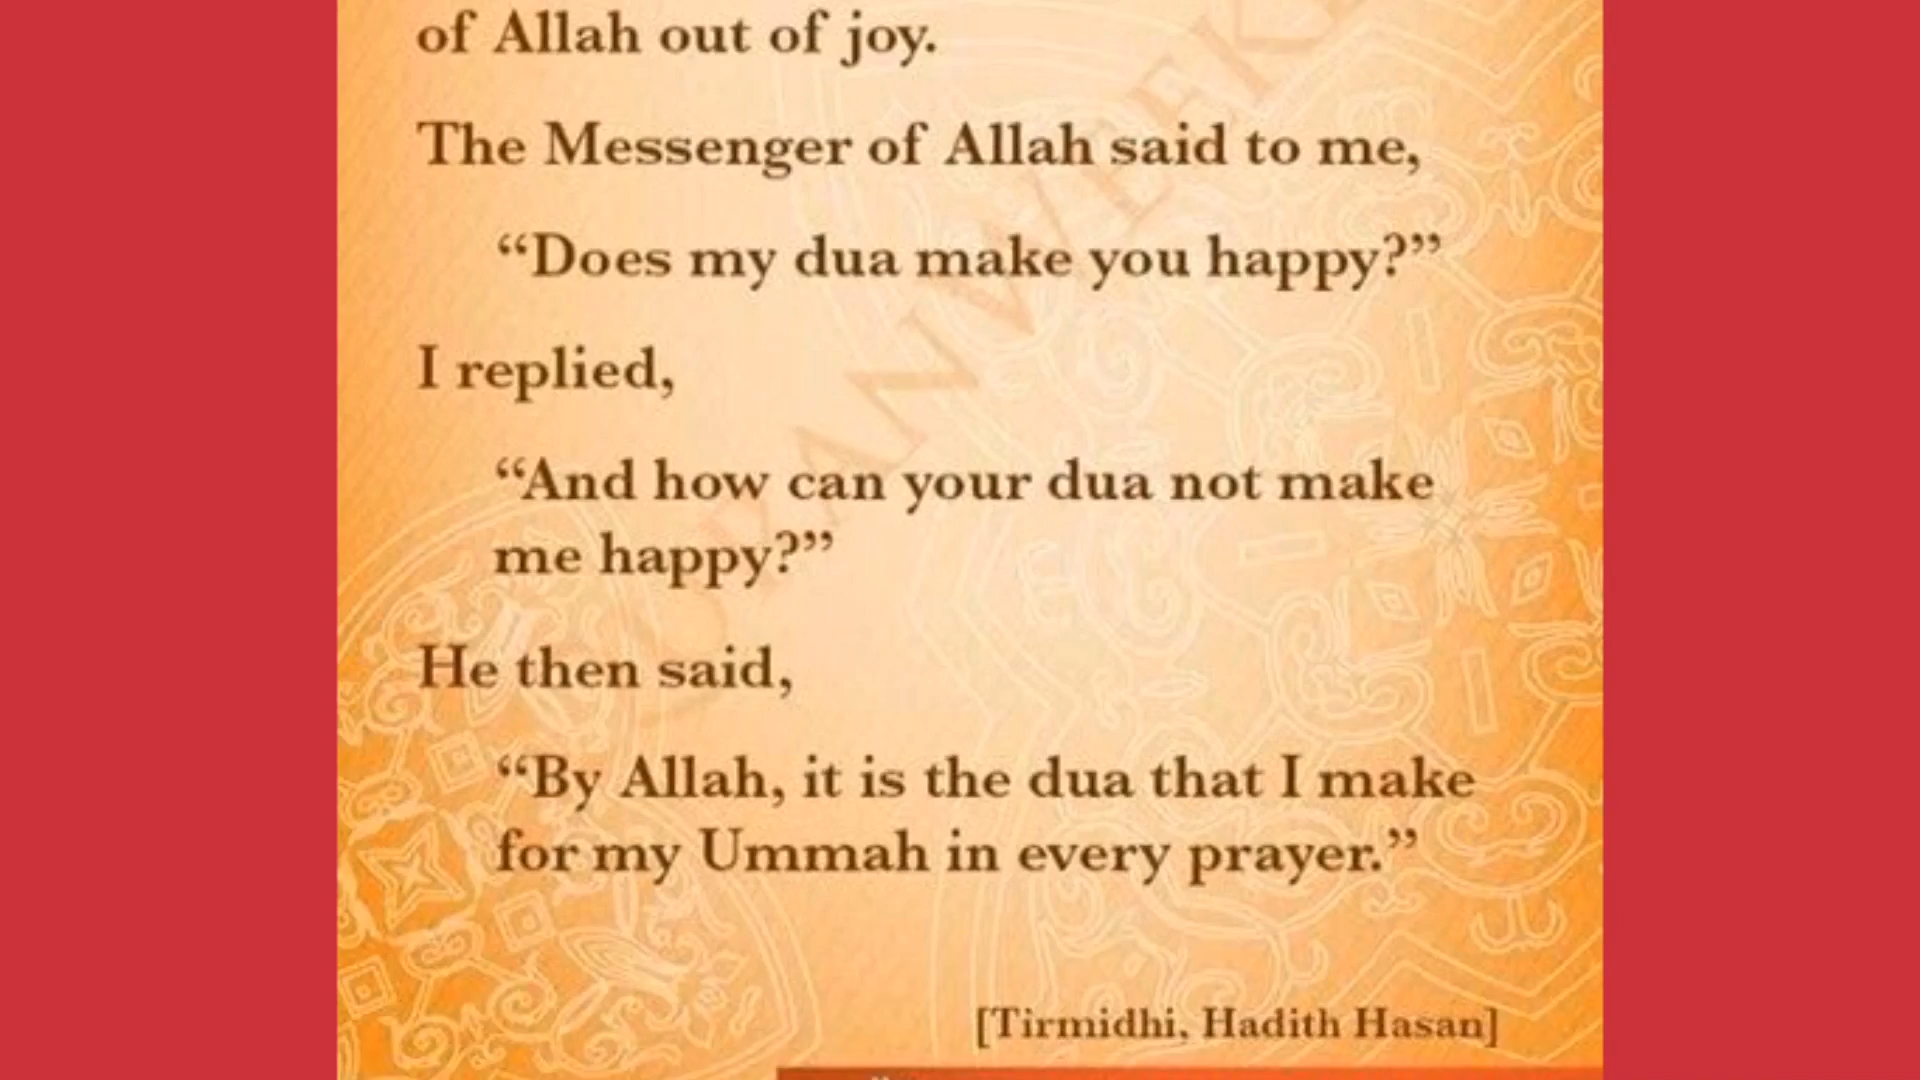 of Allah out of joy.
The Messenger of Allah said to me,
“Does my dua make you happy?”
I replied,
“And how can your dua not make
me happy?”
He then said,
“By Allah, it is the dua that I make
for my Ummah in every prayer.”
[Tirmidhi, Hadith Hasan]